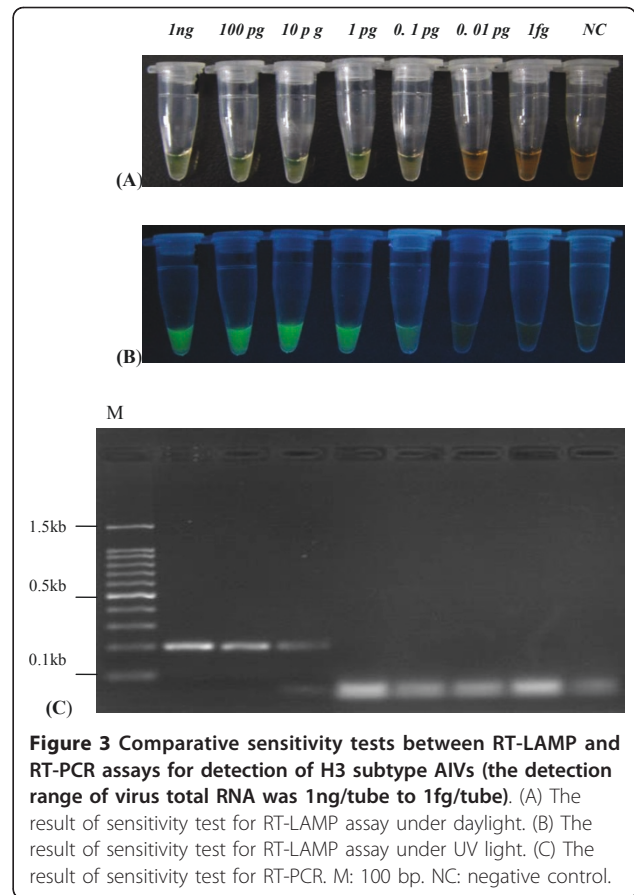 1ng 100 pg 10 p g 1 pg 0. 1 pg 0. 01 pg 1fg NC
(A)
(B)
M
1.5kb
0.5kb
0.1kb
(C)
Figure 3 Comparative sensitivity tests between RT-LAMP and
RT-PCR assays for detection of H3 subtype AIVs (the detection
range of virus total RNA was 1ng/tube to 1fg/tube). (A) The
result of sensitivity test for RT-LAMP assay under daylight. (B) The
result of sensitivity test for RT-LAMP assay under UV light. (C) The
result of sensitivity test for RT-PCR. M: 100 bp. NC: negative control.